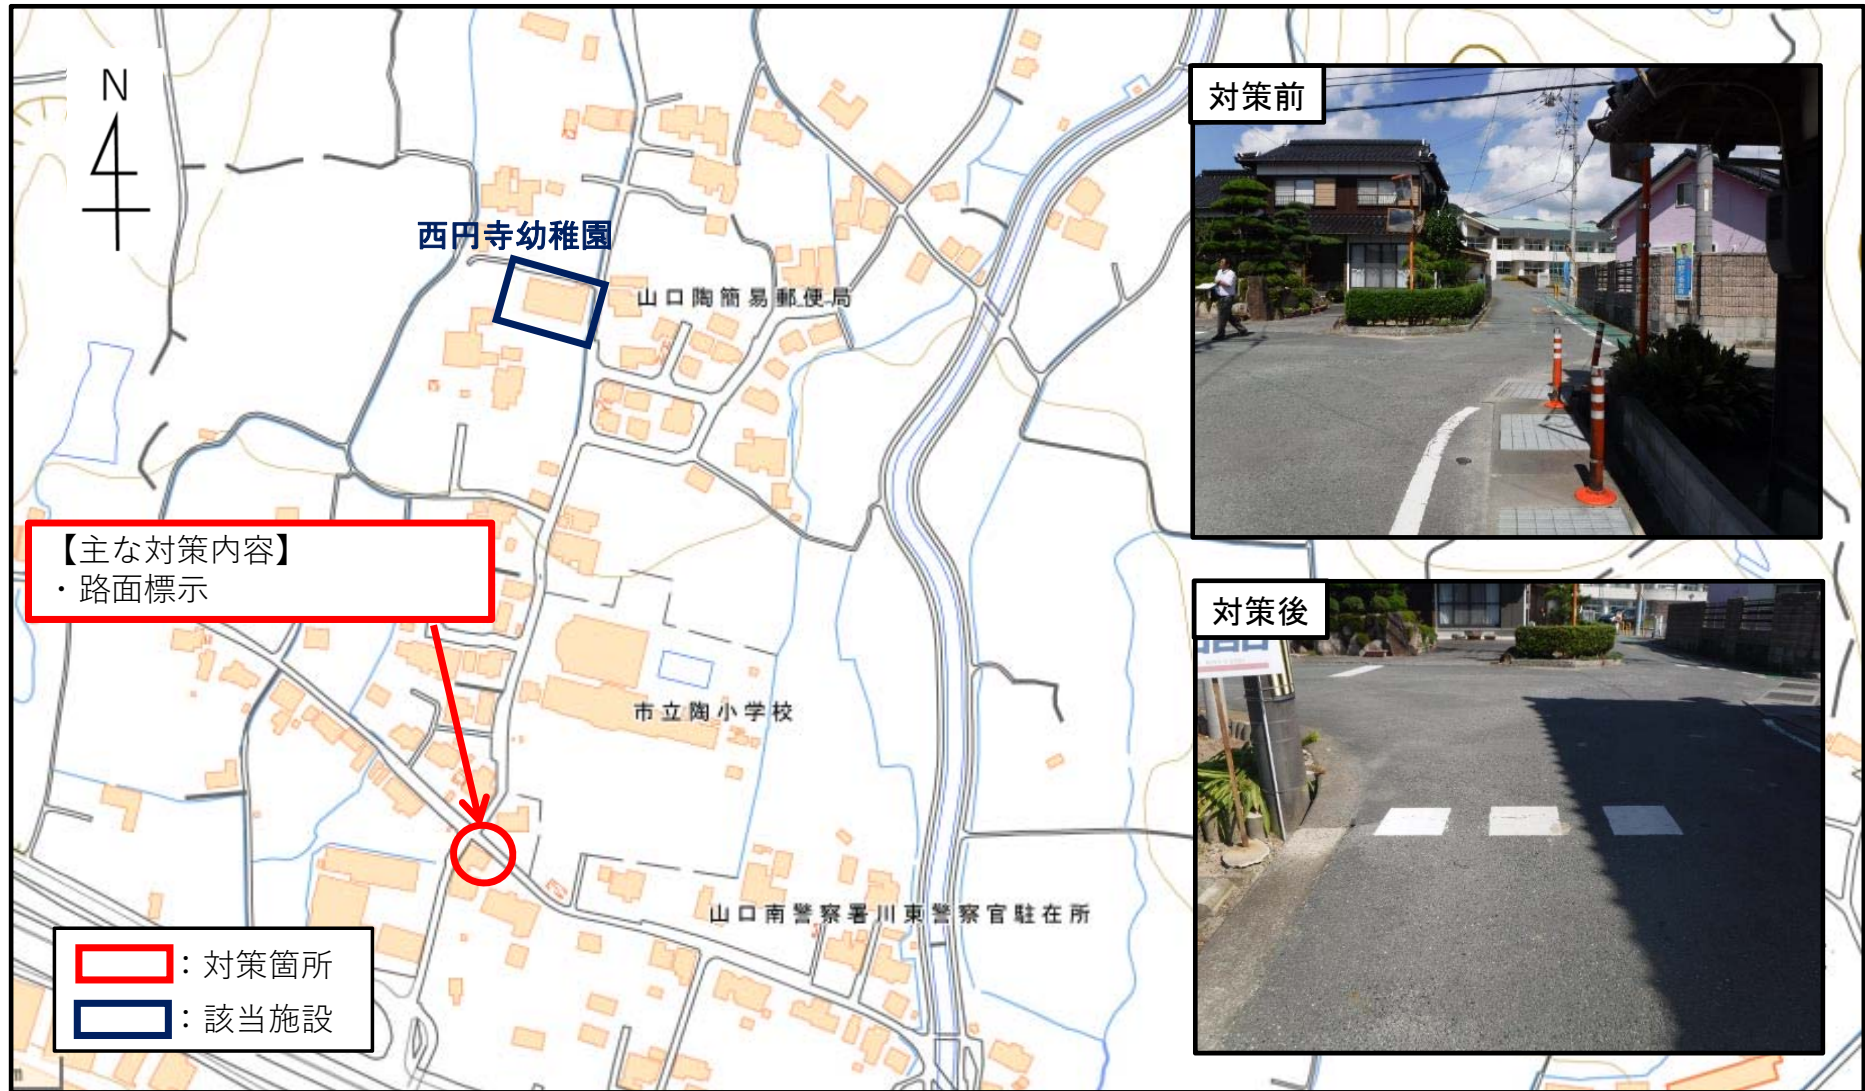 N
西円寺幼稚園
山口陶簡易郵便局
対策前
【主な対策内容】
・路面標示
対策後
市立陶小学校
山口南警察署川東警察官駐在所
：対策箇所
：該当施設
m